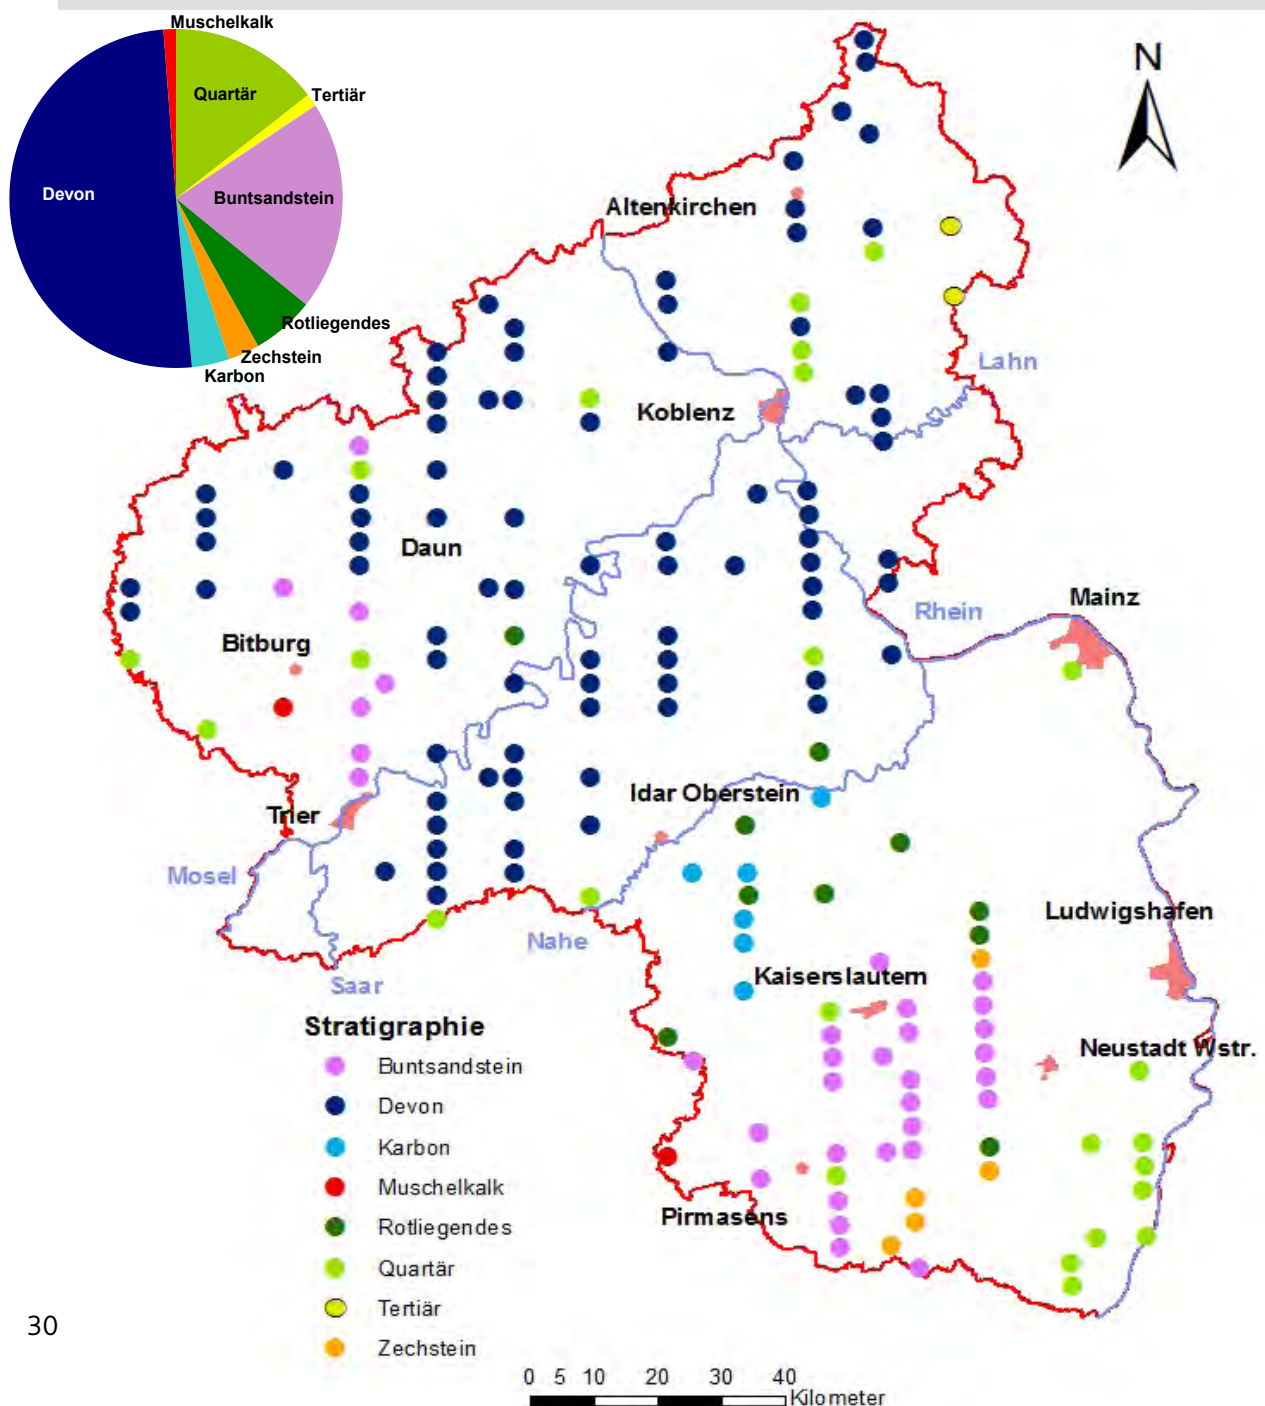 Muschelkalk
Quartär
Tertiär
Devon
Buntsandstein
Rotliegendes
Zechstein
Karbon
N
Altenkirchen
Lahn
Koblenz
Daun
Rhein
Mainz
Bitburg
Idar Oberstein
Trier
Mosel
Ludwigshafen
Nahe
Kaiserslautern
Saar
Neustadt Wstr.
Pirmasens
Stratigraphie
Buntsandstein
Devon
Karbon
Muschelkalk
Rotliegendes
Quartär
Tertiär
Zechstein
30
0 5 10 20 30 40
Kilometer